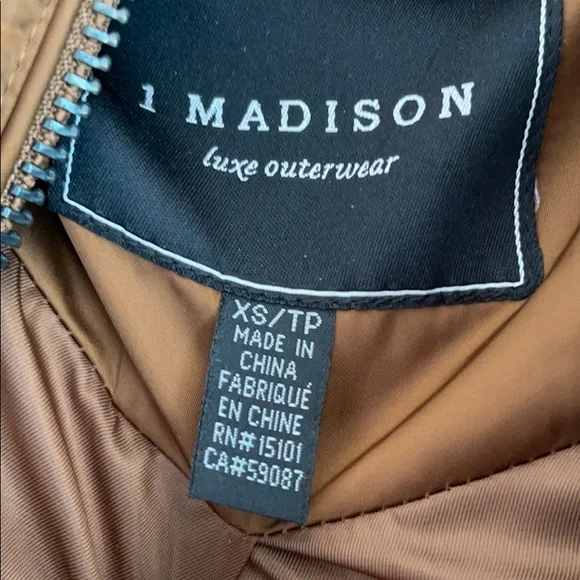 1 MADISON
luxe outerwear
XS/TP
MADE IN
CHINA
FABRIQUÉ
EN CHINE
RN#15101
CA#59087